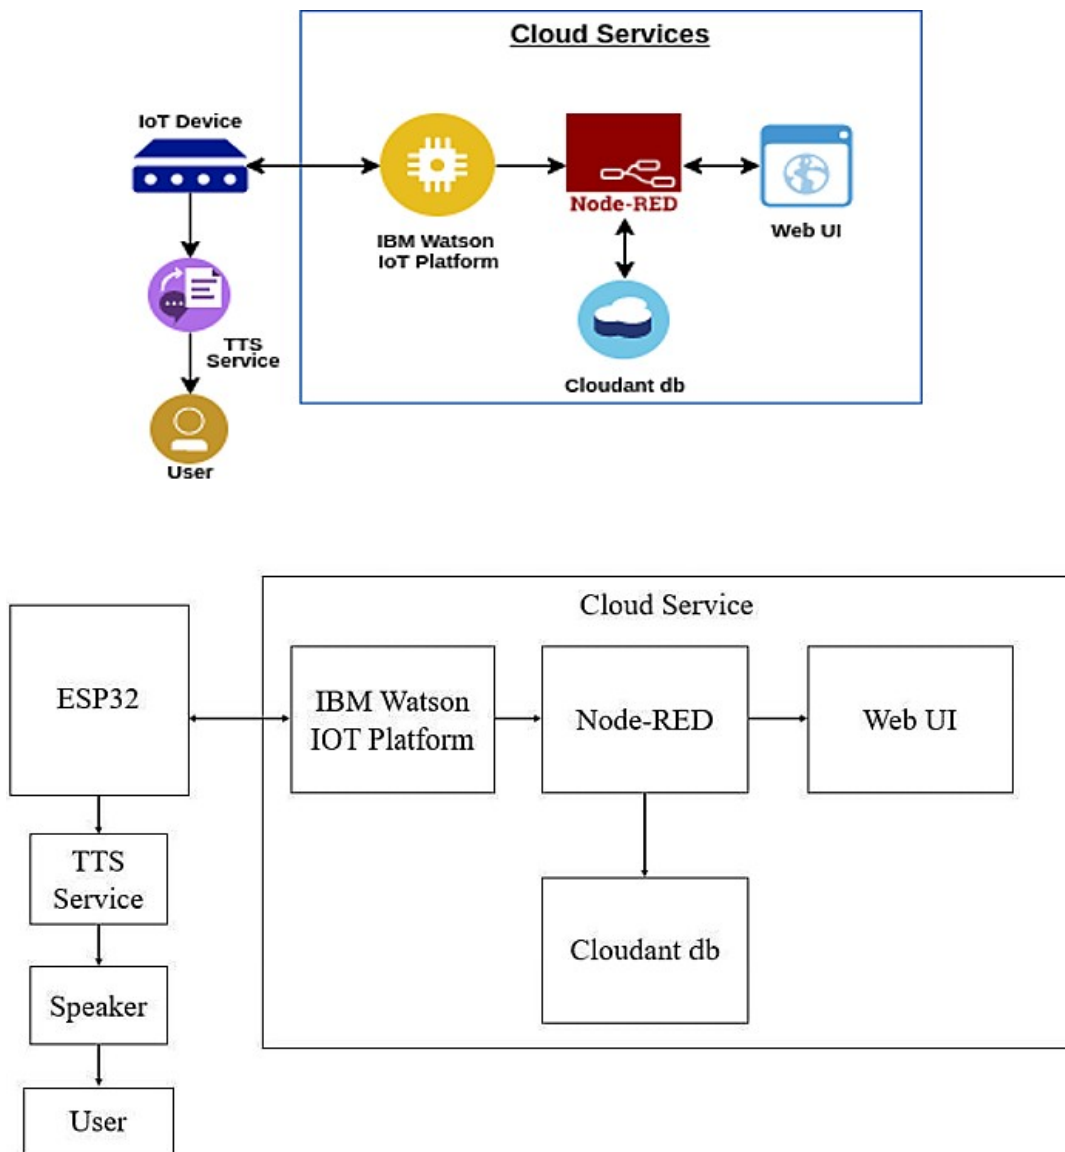 Cloud Services
IoT Device
Node-RED
Web UI
IBM Watson
IoT Platform
TTS
Service
Cloudant db
User
Cloud Service
ESP32
IBM Watson
IOT Platform
Node-RED
Web UI
TTS
Service
Cloudant db
Speaker
User